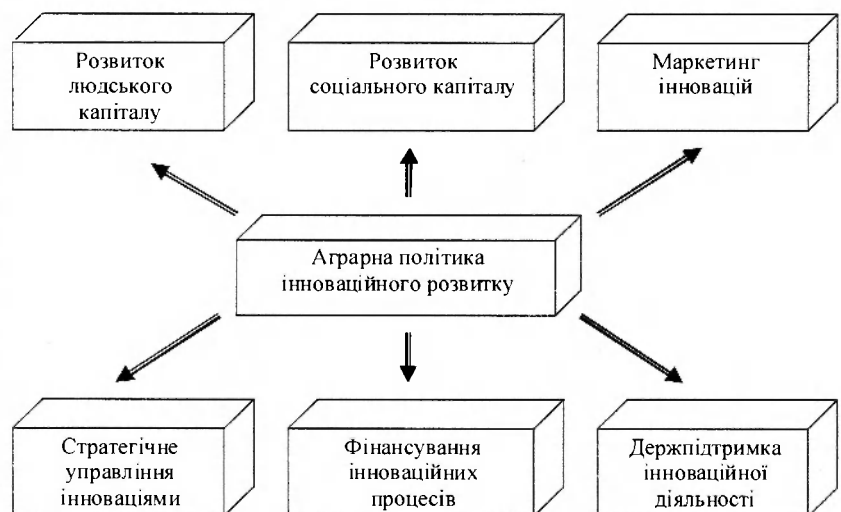 Розвиток
людського
капіталу
Розвиток
соціального капіталу
Маркетинг
інновацій
Аграрна політика
інноваційного розвитку
Стратегічне
управління
інноваціями
Фінансування
інноваційних
процесів
Держпідтримка
інноваційної
діяльності